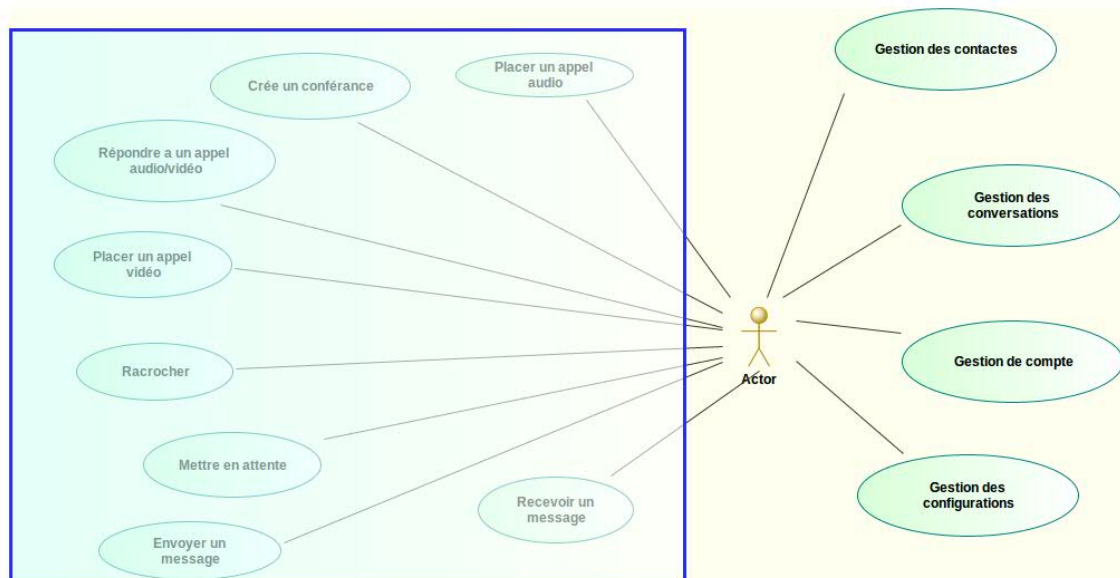 Placer un appel
audio
Crée un conférance
Répondre a un appel
audio/vidéo
Placer un appel
vidéo
Racrocher
Mettre en attente
Envoyer un
message
Recevoir un
message
Actor
Gestion des contactes
Gestion des
conversations
Gestion de compte
Gestion des
configurations